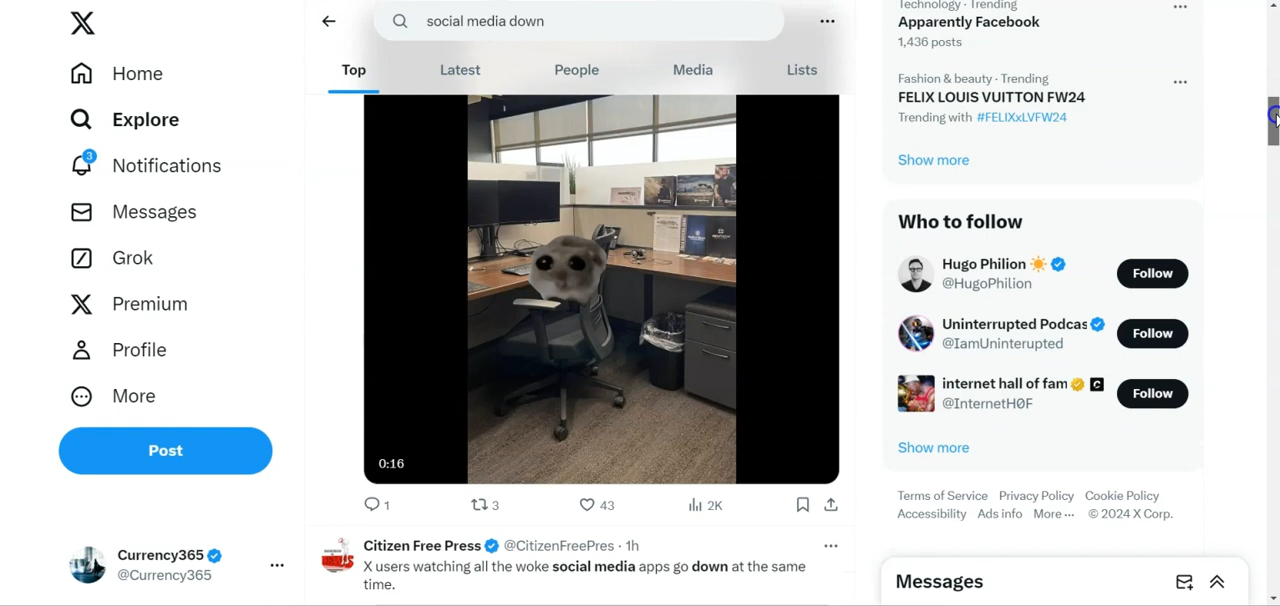 Home
Explore
3
Notifications
Messages
Grok
Premium
Profile
More
Post
Currency365
@Currency365
social media down
Top
Latest
People
Media
Lists
0:16
1
3
43
2K
Citizen Free Press @CitizenFreePres · 1h
X users watching all the woke social media apps go down at the same
time.
Technology · Trending
Apparently Facebook
1,436 posts
Fashion & beauty · Trending
FELIX LOUIS VUITTON FW24
Trending with #FELIXxLVFW24
Show more
Who to follow
Hugo Philion
@HugoPhilion
Follow
Uninterrupted Podcas
@IamUninterupted
Follow
internet hall of fam
@InternetH0F
Follow
Show more
Terms of Service Privacy Policy Cookie Policy
Accessibility Ads info More ··· © 2024 X Corp.
Messages